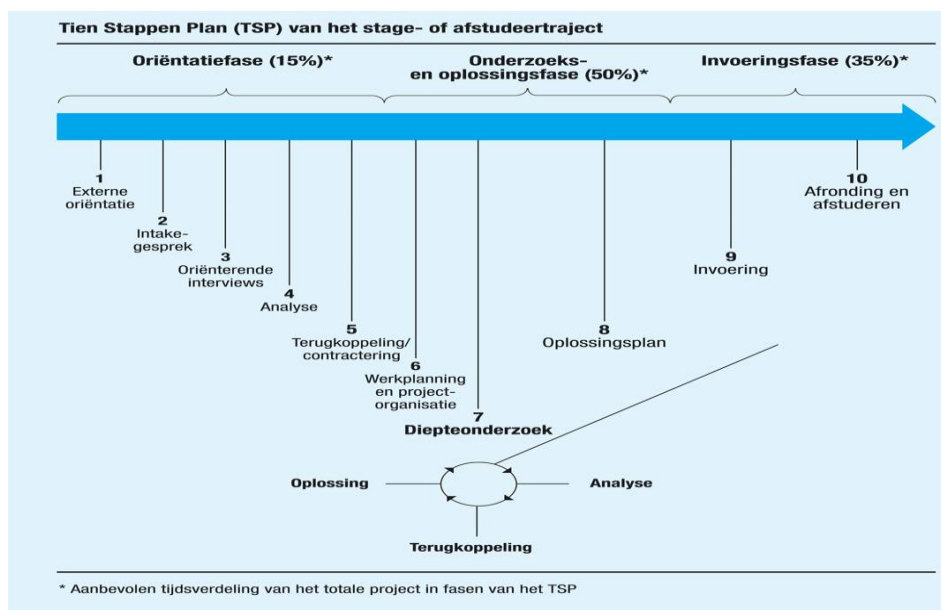 Tien Stappen Plan (TSP) van het stage- of afstudeertraject
Oriëntatiefase (15%)*
Onderzoeks-
en oplossingsfase (50%)*
Invoeringsfase (35%)*
1
Externe
oriëntatie
2
Intake-
gesprek
3
Oriënterende
interviews
4
Analyse
5
Terugkoppeling/
contractering
6
Werkplanning
en project-
organisatie
7
Diepteonderzoek
8
Oplossingsplan
9
Invoering
10
Afronding en
afstuderen
Oplossing
Analyse
Terugkoppeling
* Aanbevolen tijdsverdeling van het totale project in fasen van het TSP